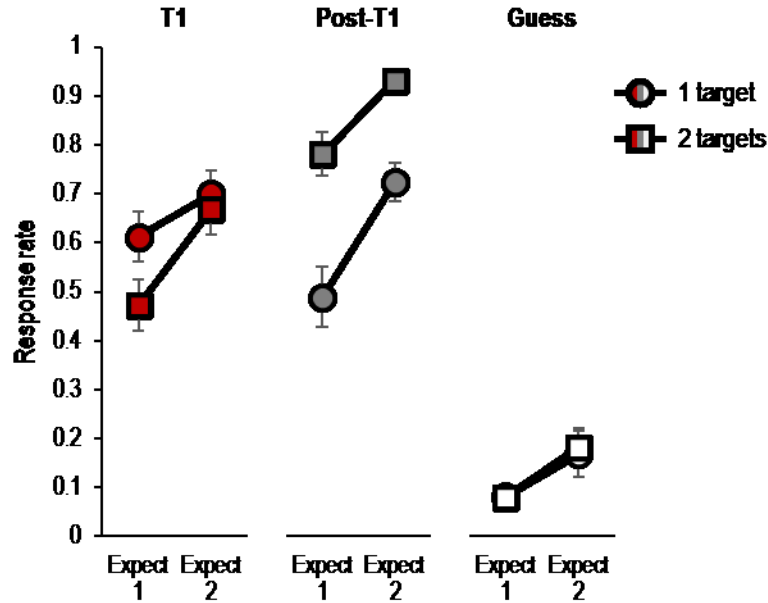 T1
Post-T1
Guess
Response rate
1
0.9
0.8
0.7
0.6
0.5
0.4
0.3
0.2
0.1
0
1 target
2 targets
Expect 1
Expect 2
Expect 1
Expect 2
Expect 1
Expect 2